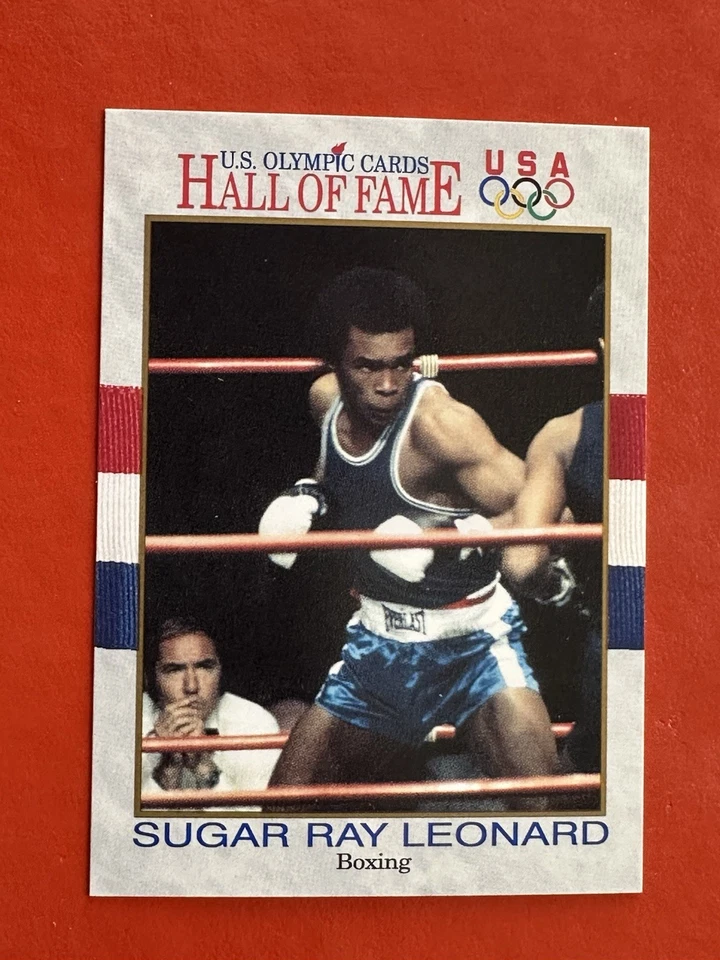 U.S. OLYMPIC CARDS
HALL OF FAME
USA
EVERLAST
SUGAR RAY LEONARD
Boxing